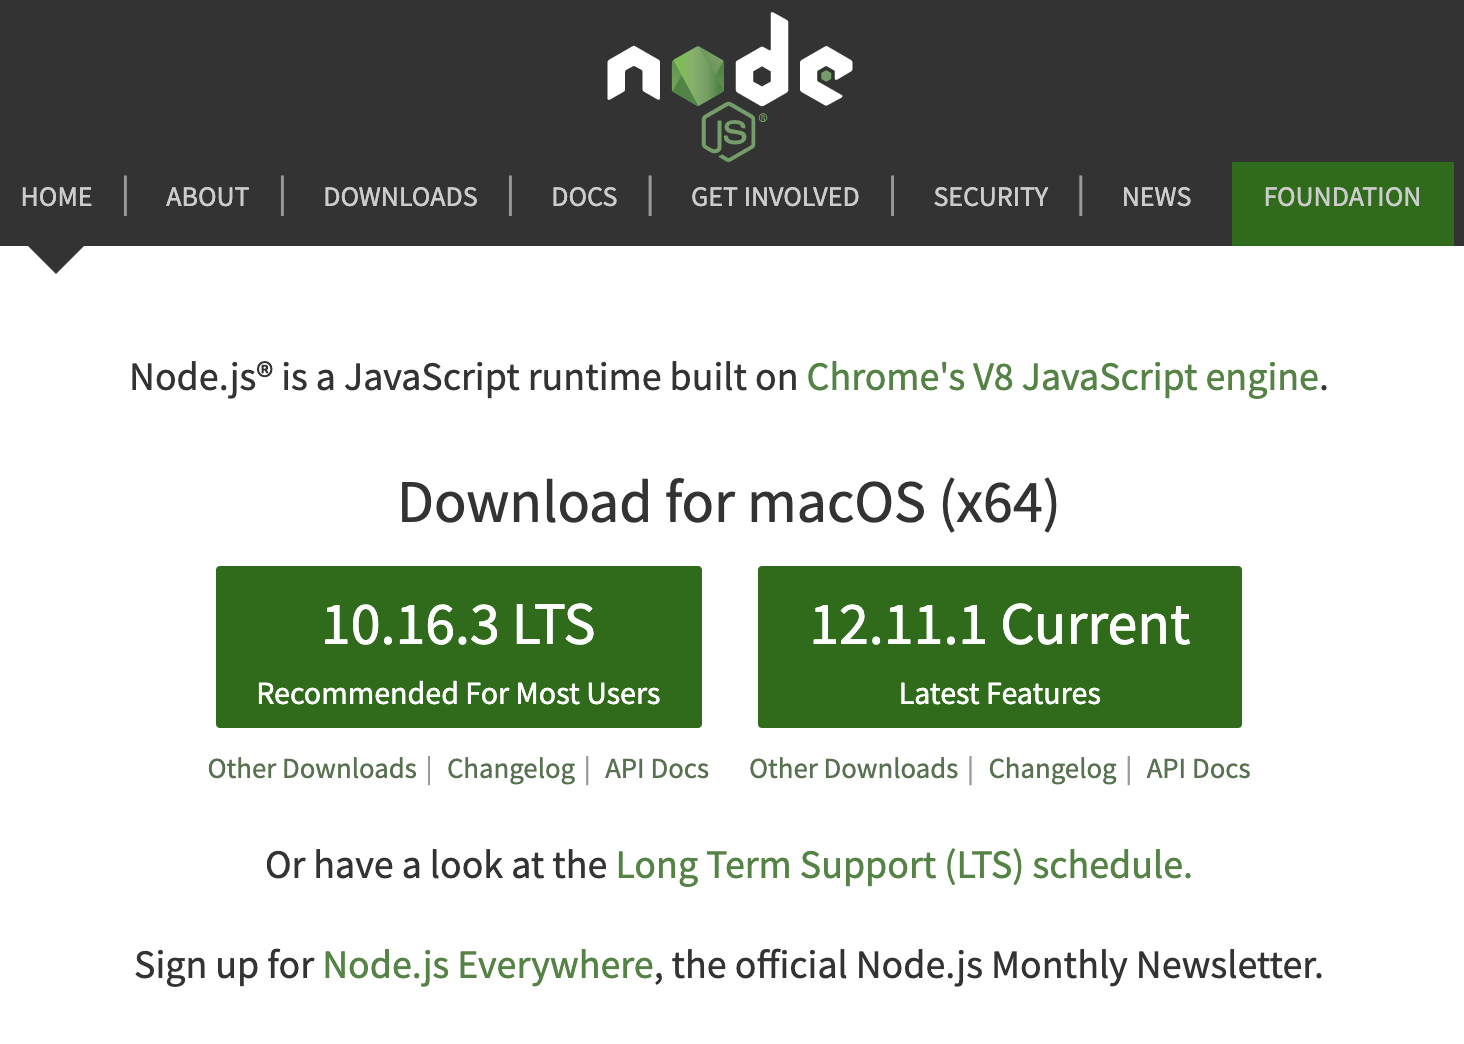 node
JS®
HOME | ABOUT | DOWNLOADS | DOCS | GET INVOLVED | SECURITY | NEWS FOUNDATION
Node.js® is a JavaScript runtime built on Chrome's V8 JavaScript engine.
Download for macOS (x64)
10.16.3 LTS 12.11.1 Current
Recommended For Most Users Latest Features
Other Downloads | Changelog | API Docs Other Downloads | Changelog | API Docs
Or have a look at the Long Term Support (LTS) schedule.
Sign up for Node.js Everywhere, the official Node.js Monthly Newsletter.